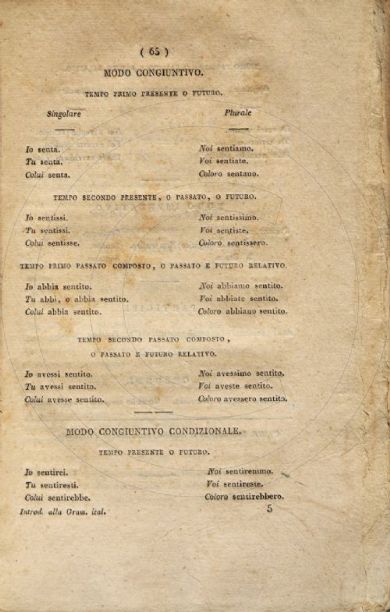 ( 65 )
MODO CONGIUNTIVO.
TEMPO PRIMO PRESENTE O FUTURO.
Singolare Plurale
Io senta. Noi sentiamo.
Tu senta. Voi sentiate.
Colui senta. Coloro sentano.
TEMPO SECONDO PRESENTE, O PASSATO, O FUTURO.
Io sentissi. Noi sentissimo.
Tu sentissi. Voi sentiste.
Colui sentisse. Coloro sentissero.
TEMPO PRIMO PASSATO COMPOSTO, O PASSATO E FUTURO RELATIVO.
Io abbia sentito. Noi abbiamo sentito.
Tu abbi, o abbia sentito. Voi abbiate sentito.
Colui abbia sentito. Coloro abbiano sentito.
TEMPO SECONDO PASSATO COMPOSTO,
O PASSATO E FUTURO RELATIVO.
Io avessi sentito. Noi avessimo sentito.
Tu avessi sentito. Voi aveste sentito.
Colui avesse sentito. Coloro avessero sentito.
MODO CONGIUNTIVO CONDIZIONALE.
TEMPO PRESENTE O FUTURO.
Io sentirei. Noi sentiremmo.
Tu sentiresti. Voi sentireste.
Colui sentirebbe. Coloro sentirebbero.
Introd. alla Gram. ital. 5